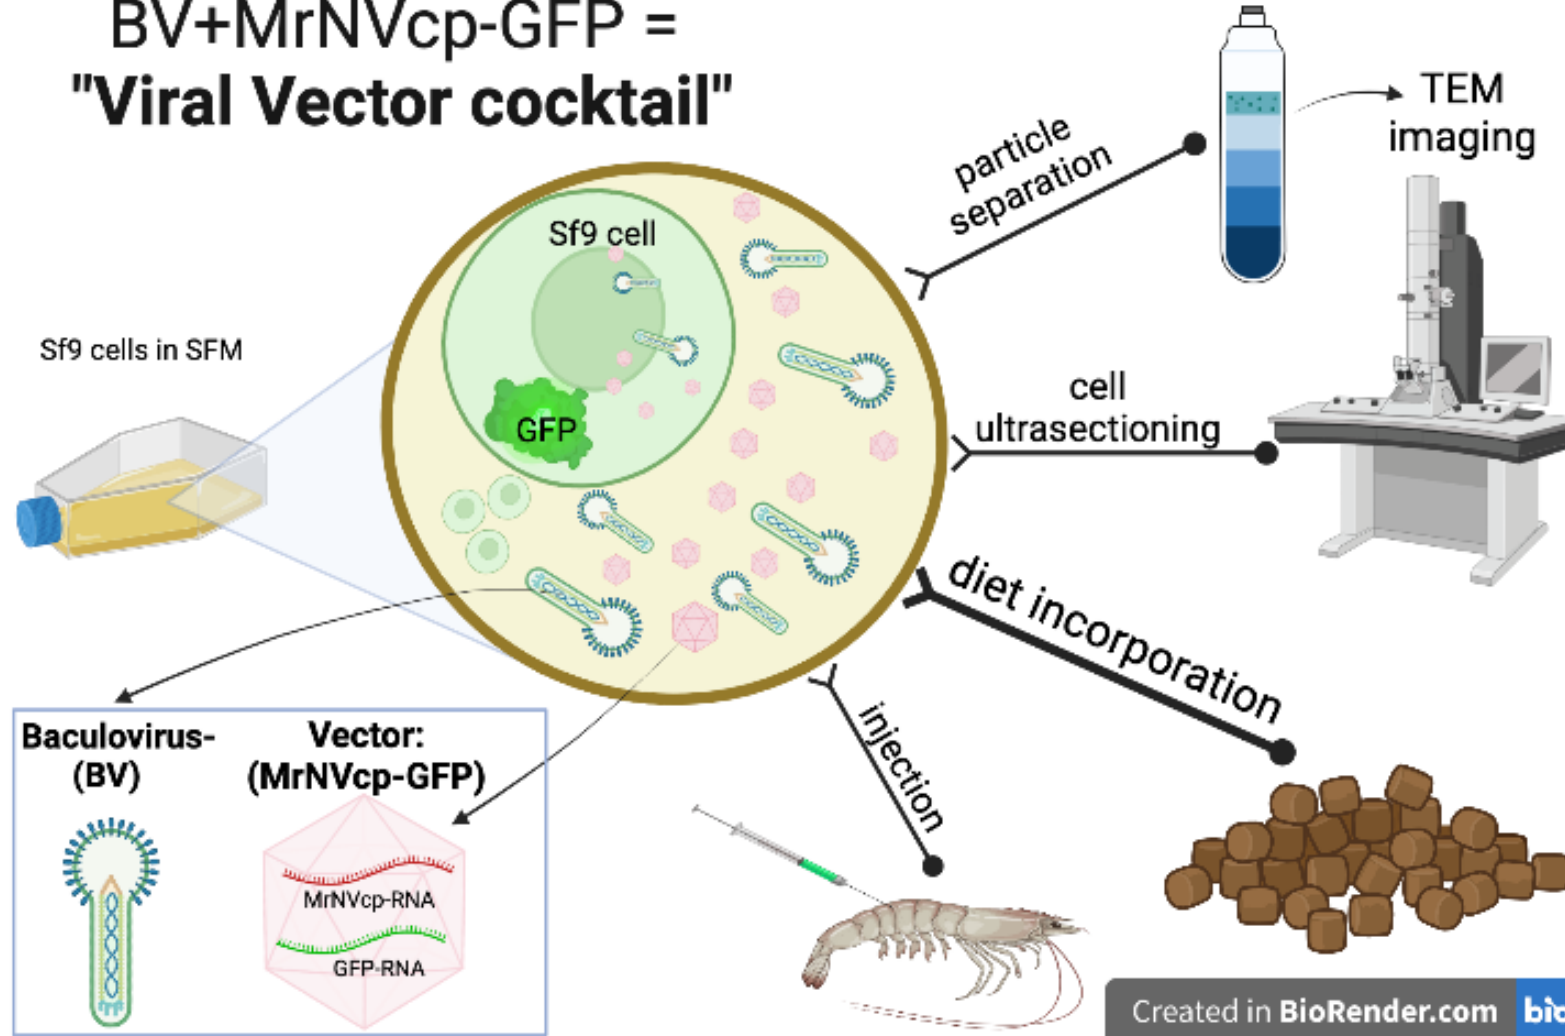 BV+MrNVcp-GFP =
"Viral Vector cocktail"
TEM
imaging
particle
separation
Sf9 cell
Sf9 cells in SFM
GFP
cell
ultrasectioning
diet incorporation
injection
Baculovirus-
(BV)
Vector:
(MrNVcp-GFP)
MrNVcp-RNA
GFP-RNA
Created in BioRender.com
bio